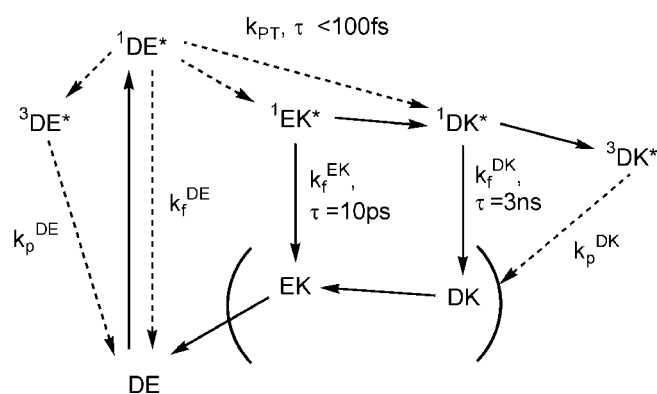 k_PT, τ <100fs
¹DE*
³DE*
¹EK*
¹DK*
³DK*
k_f^EK,
τ =10ps
k_f^DK,
τ =3ns
k_f^DE
k_p^DE
k_p^DK
EK
DK
DE